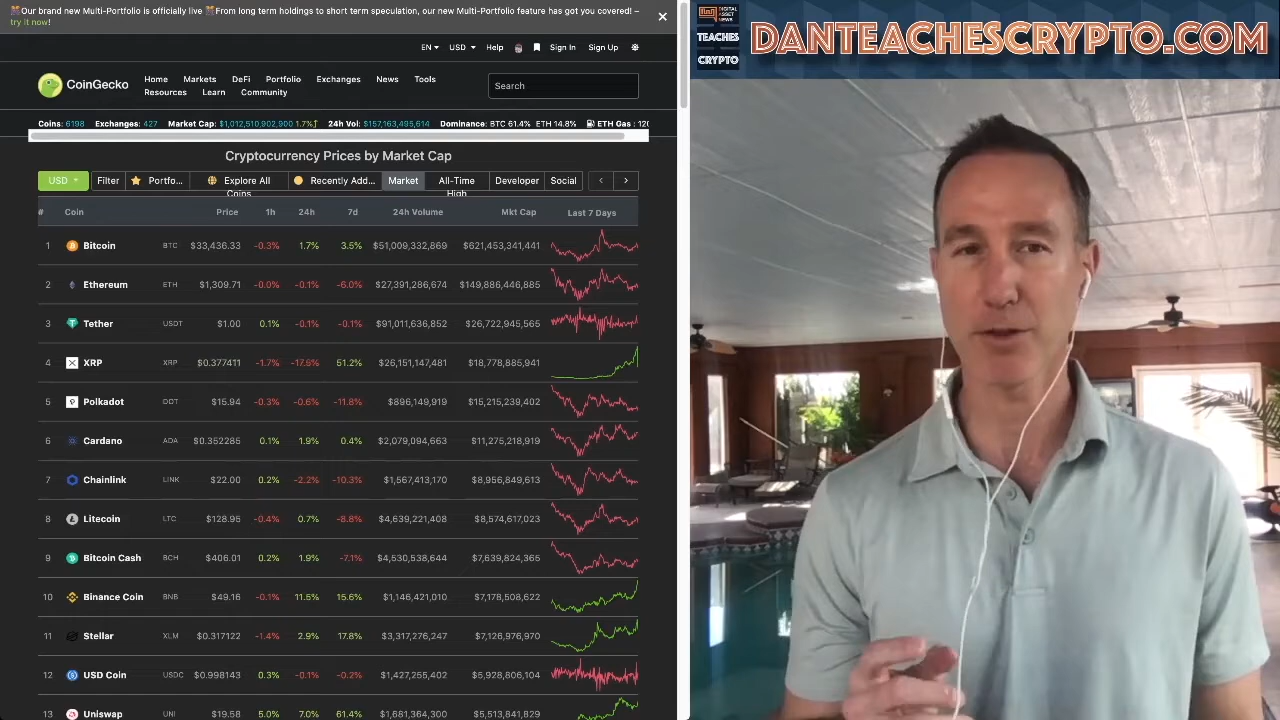 Our brand new Multi-Portfolio is officially live 🎊From long term holdings to short term speculation, our new Multi-Portfolio feature has got you covered! –
try it now!
EN USD Help Sign In Sign Up
CoinGecko
Home Markets DeFi Portfolio Exchanges News Tools
Resources Learn Community
Search
Coins: 6198 Exchanges: 427 Market Cap: $1,012,510,902,900 1.7% 24h Vol: $157,163,495,614 Dominance: BTC 61.4% ETH 14.8% ETH Gas : 120
Cryptocurrency Prices by Market Cap
USD Filter Portfo... Explore All Coins Recently Add... Market All-Time High Developer Social
# Coin Price 1h 24h 7d 24h Volume Mkt Cap Last 7 Days
1 Bitcoin BTC $33,436.33 -0.3% 1.7% 3.5% $51,009,332,869 $621,453,341,441
2 Ethereum ETH $1,309.71 -0.0% -0.1% -6.0% $27,391,286,674 $149,886,446,885
3 Tether USDT $1.00 0.1% -0.1% -0.1% $91,011,636,852 $26,722,945,565
4 XRP XRP $0.377411 -1.7% -17.6% 51.2% $26,151,147,481 $18,778,885,941
5 Polkadot DOT $15.94 -0.3% -0.6% -11.8% $896,149,919 $15,215,239,402
6 Cardano ADA $0.352285 0.1% 1.9% 0.4% $2,079,094,663 $11,275,218,919
7 Chainlink LINK $22.00 0.2% -2.2% -10.3% $1,567,413,170 $8,956,849,613
8 Litecoin LTC $128.95 -0.4% 0.7% -8.8% $4,639,221,408 $8,574,617,023
9 Bitcoin Cash BCH $406.01 0.2% 1.9% -7.1% $4,530,538,644 $7,639,824,365
10 Binance Coin BNB $49.16 -0.1% 11.5% 15.6% $1,146,421,010 $7,178,508,622
11 Stellar XLM $0.317122 -1.4% 2.9% 17.8% $3,317,276,247 $7,126,976,970
12 USD Coin USDC $0.998143 0.3% -0.1% -0.2% $1,427,255,402 $5,928,806,104
13 Uniswap UNI $19.58 5.0% 7.0% 61.4% $1,681,364,300 $5,513,841,829
DIGITAL
ASSET
NEWS
TEACHES
CRYPTO
DANTEACHESCRYPTO.COM